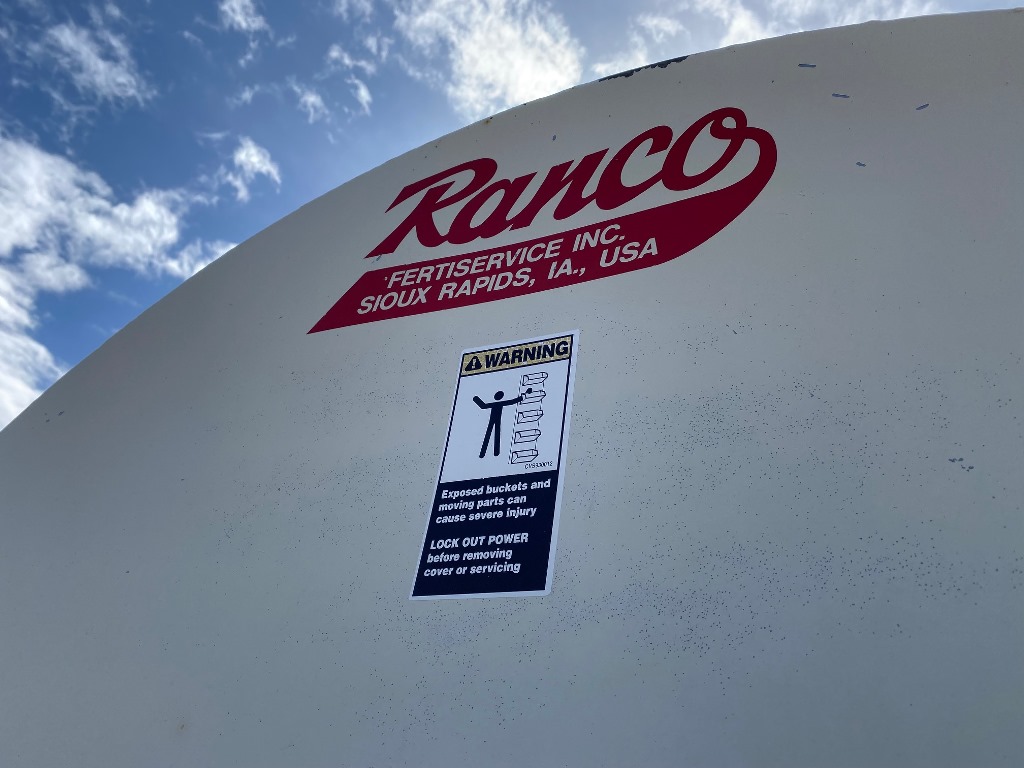 Ranco
FERTISERVICE INC.
SIOUX RAPIDS, IA., USA
WARNING
CVS930012
Exposed buckets and
moving parts can
cause severe injury
LOCK OUT POWER
before removing
cover or servicing